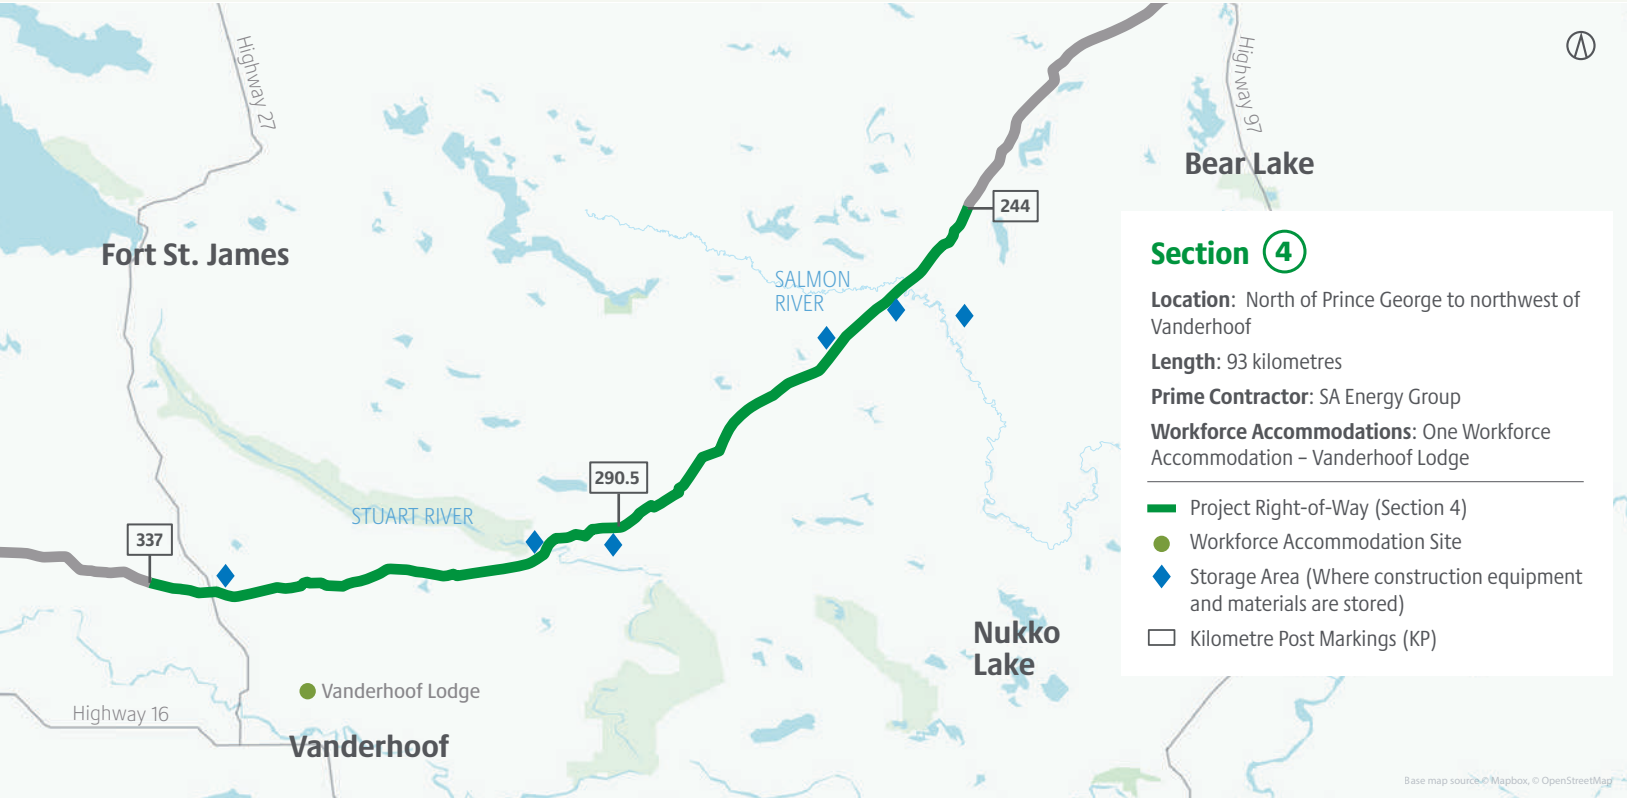 Highway 27
Highway 97
Bear Lake
244
Fort St. James
SALMON
RIVER
290.5
STUART RIVER
337
Nukko
Lake
Vanderhoof Lodge
Highway 16
Vanderhoof
Section 4
Location: North of Prince George to northwest of
Vanderhoof
Length: 93 kilometres
Prime Contractor: SA Energy Group
Workforce Accommodations: One Workforce
Accommodation – Vanderhoof Lodge
Project Right-of-Way (Section 4)
Workforce Accommodation Site
Storage Area (Where construction equipment
and materials are stored)
Kilometre Post Markings (KP)
Base map source © Mapbox, © OpenStreetMap